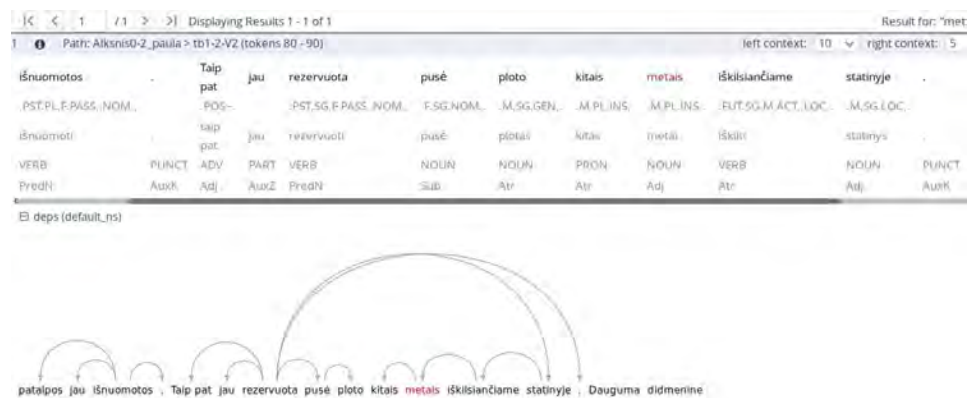 1 / 1 Displaying Results 1 - 1 of 1 Result for: "met
1 Path: Alksnis0-2_paula > tb1-2-V2 (tokens 80 - 90) left context: 10 right context: 5
išnuomotos . Taip pat jau rezervuota pusė ploto kitais metais iškilsiančiame statinyje .
.PST.PL.F.PASS..NOM.. .POS-. .PST.SG.F.PASS..NOM.. .F.SG.NOM.. .M.SG.GEN.. .M.PL.INS. .M.PL.INS. .FUT.SG.M.ACT..LOC.. .M.SG.LOC.
išnuomoti . taip pat jau rezervuoti pusė plotas kitas metai iškilti statinys .
VERB PUNCT ADV PART VERB NOUN NOUN PRON NOUN VERB NOUN PUNCT
PredN AuxK Adj AuxZ PredN Sub Atr Atr Adj Atr Adj AuxK
deps (default_ns)
patalpos jau išnuomotos . Taip pat jau rezervuota pusė ploto kitais metais iškilsiančiame statinyje . Dauguma didmenine